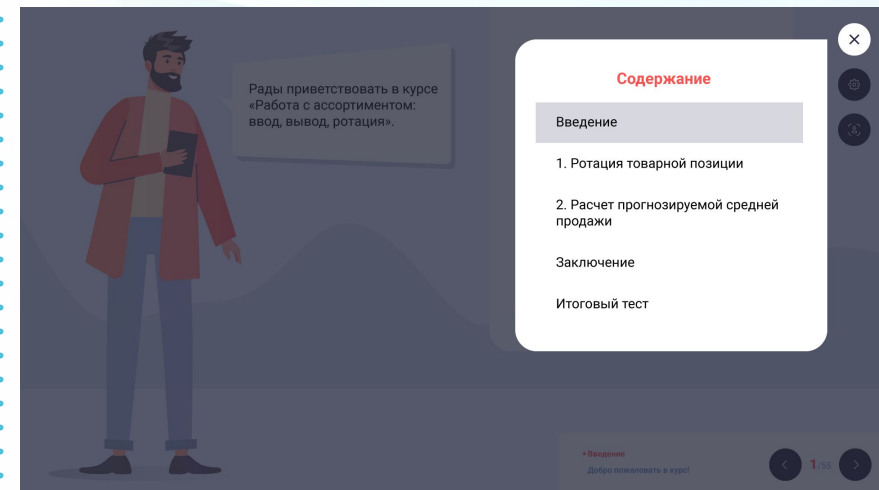 Рады приветствовать в курсе
«Работа с ассортиментом:
ввод, вывод, ротация».
Содержание
Введение
1. Ротация товарной позиции
2. Расчет прогнозируемой средней
продажи
Заключение
Итоговый тест
• Введение
Добро пожаловать в курс!
1/55